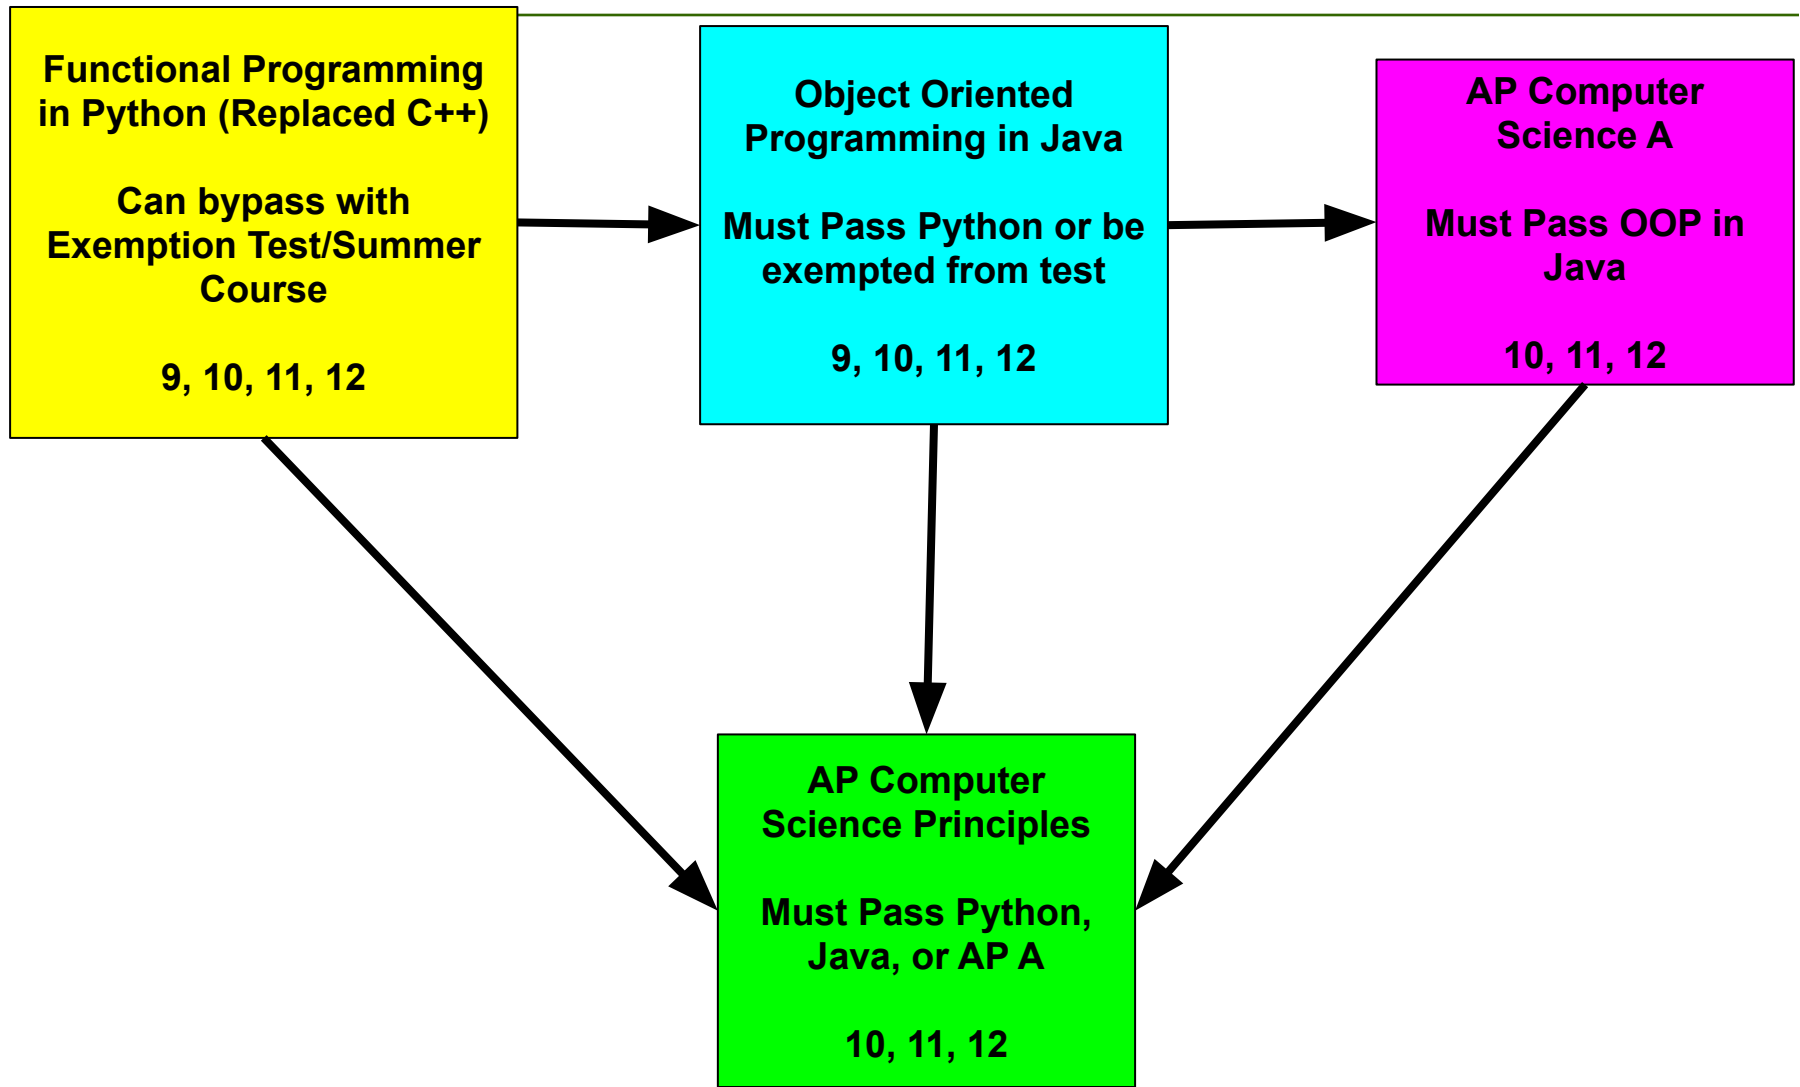 Functional Programming
in Python (Replaced C++)
Can bypass with
Exemption Test/Summer
Course
9, 10, 11, 12
Object Oriented
Programming in Java
Must Pass Python or be
exempted from test
9, 10, 11, 12
AP Computer
Science A
Must Pass OOP in
Java
10, 11, 12
AP Computer
Science Principles
Must Pass Python,
Java, or AP A
10, 11, 12